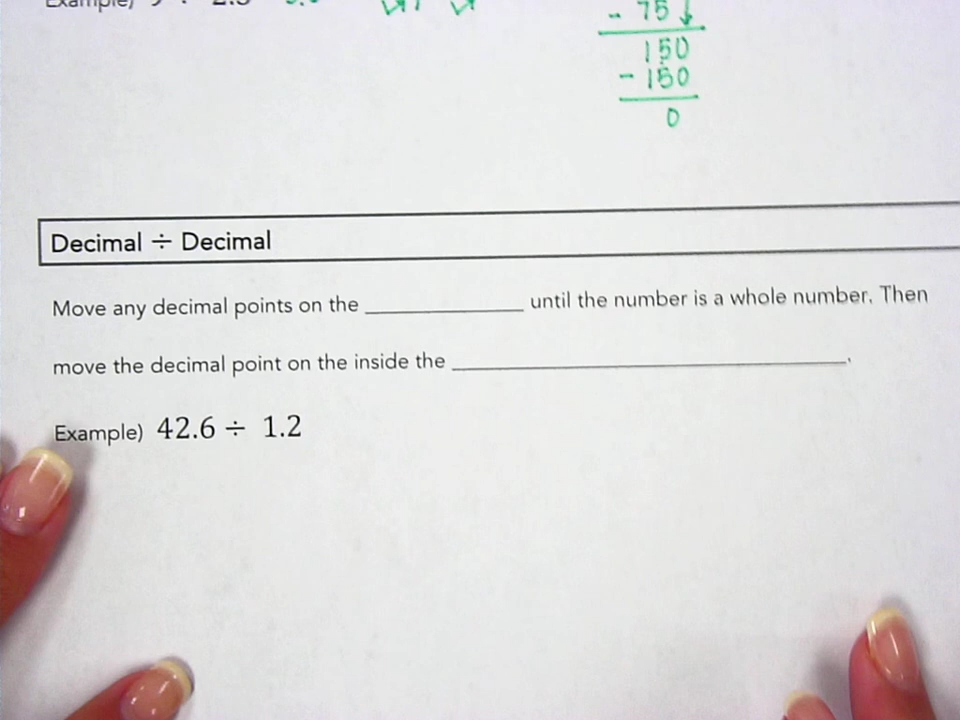 Example)
- 75
150
- 150
0
Decimal ÷ Decimal
Move any decimal points on the ____________ until the number is a whole number. Then
move the decimal point on the inside the ______________________________.
Example) 42.6 ÷ 1.2